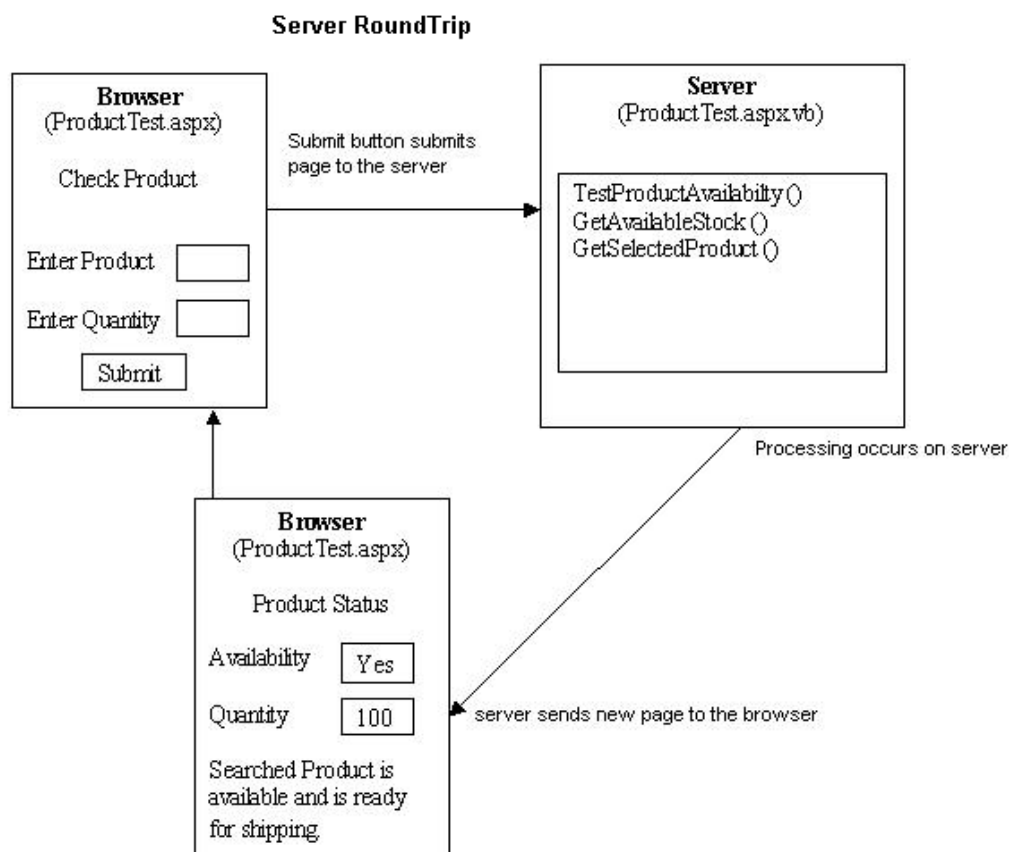 Server RoundTrip
Browser
(ProductTest.aspx)
Check Product
Enter Product
Enter Quantity
Submit
Submit button submits
page to the server
Server
(ProductTest.aspx.vb)
TestProductAvailabilty ()
GetAvailableStock ()
GetSelectedProduct ()
Processing occurs on server
Browser
(ProductTest.aspx)
Product Status
Availability
Yes
Quantity
100
Searched Product is
available and is ready
for shipping.
server sends new page to the browser